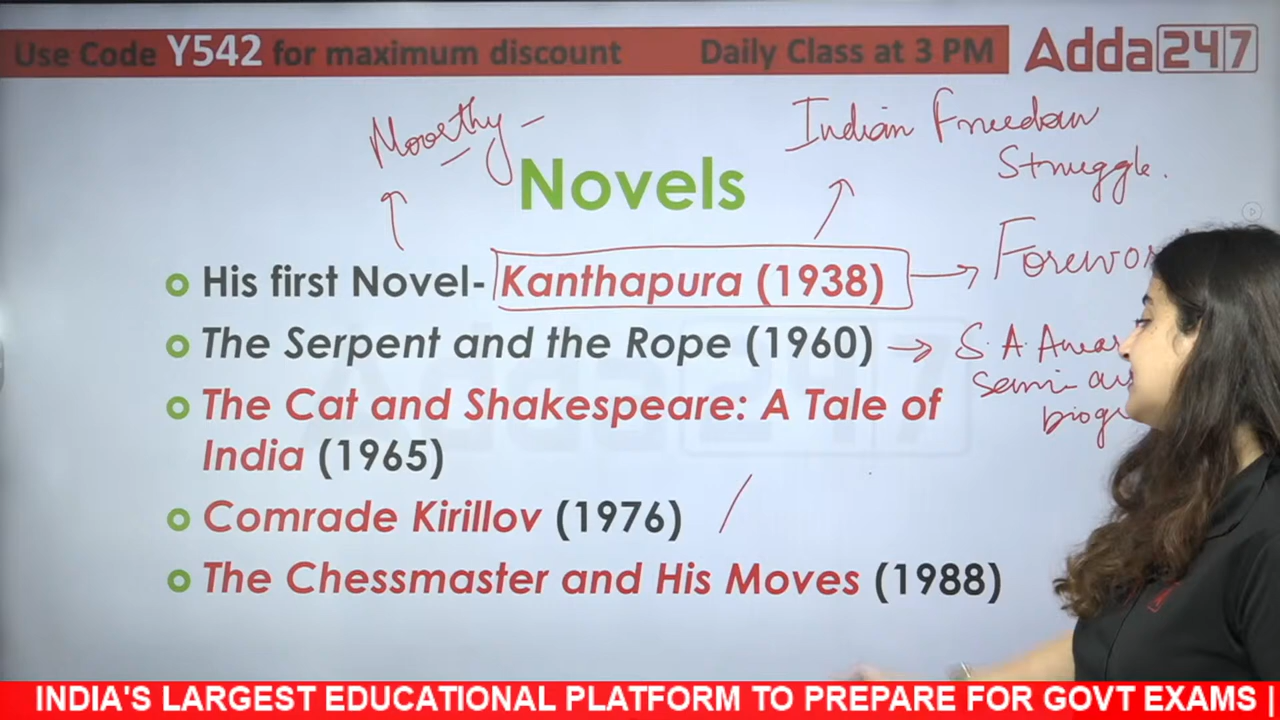 Use Code Y542 for maximum discount Daily Class at 3 PM Adda247
Moorthy –
Indian Freedom
Struggle.
Novels
His first Novel- Kanthapura (1938)
The Serpent and the Rope (1960) → S. A.
semi-
The Cat and Shakespeare: A Tale of
India (1965)
Comrade Kirillov (1976) /
The Chessmaster and His Moves (1988)
INDIA'S LARGEST EDUCATIONAL PLATFORM TO PREPARE FOR GOVT EXAMS |